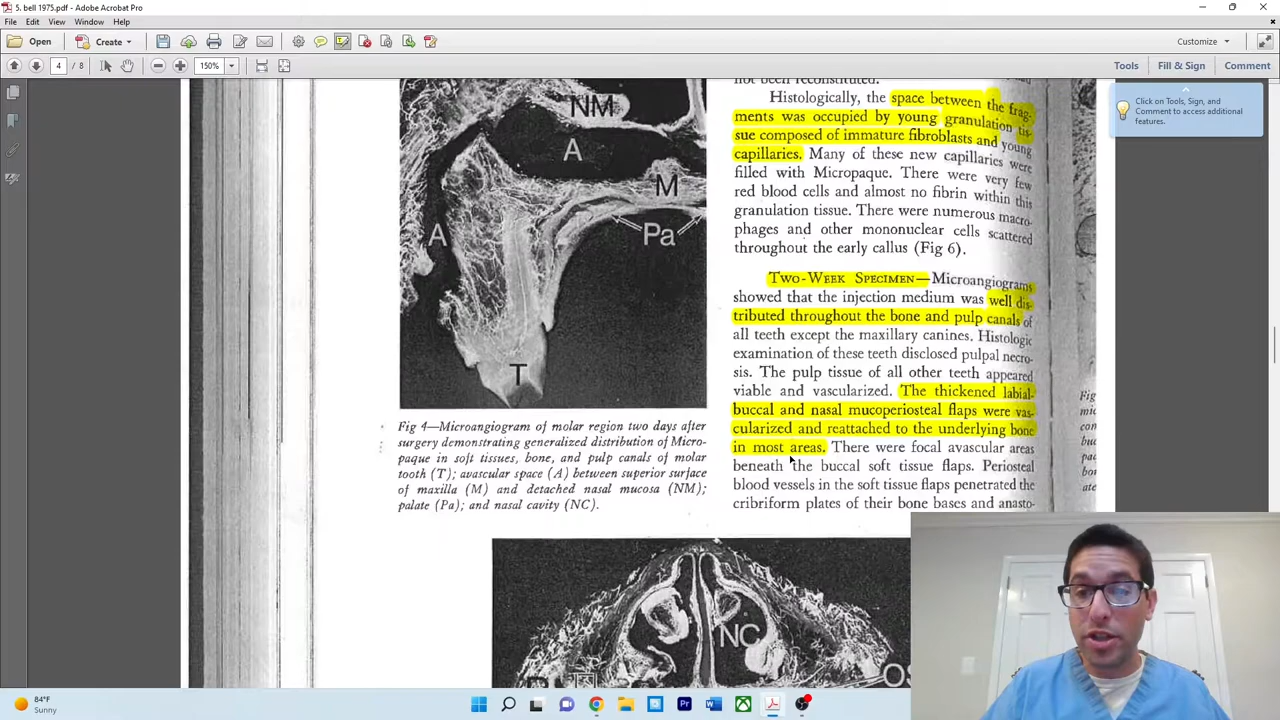 5. bell 1975.pdf - Adobe Acrobat Pro
File Edit View Window Help
Open Create Customize
4 / 8 150% Tools Fill & Sign Comment
Click on Tools, Sign, and
Comment to access additional
features.
NM
A
M
A
Pa
T
Fig 4—Microangiogram of molar region two days after
surgery demonstrating generalized distribution of Micro-
paque in soft tissues, bone, and pulp canals of molar
tooth (T); avascular space (A) between superior surface
of maxilla (M) and detached nasal mucosa (NM);
palate (Pa); and nasal cavity (NC).
not been reconstituted.
Histologically, the space between the frag-
ments was occupied by young granulation tis-
sue composed of immature fibroblasts and
capillaries. Many of these new capillaries were young
filled with Micropaque. There were very few
red blood cells and almost no fibrin within this
granulation tissue. There were numerous macro-
phages and other mononuclear cells scattered
throughout the early callus (Fig 6).
Two-Week Specimen—Microangiograms
showed that the injection medium was well dis-
tributed throughout the bone and pulp canals of
all teeth except the maxillary canines. Histologic
examination of these teeth disclosed pulpal necro-
sis. The pulp tissue of all other teeth appeared
viable and vascularized. The thickened labial-
buccal and nasal mucoperiosteal flaps were vas-
cularized and reattached to the underlying bone
in most areas. There were focal avascular areas
beneath the buccal soft tissue flaps. Periosteal
blood vessels in the soft tissue flaps penetrated the
cribriform plates of their bone bases and anasto-
Fig
NC
OS
84°F
Sunny